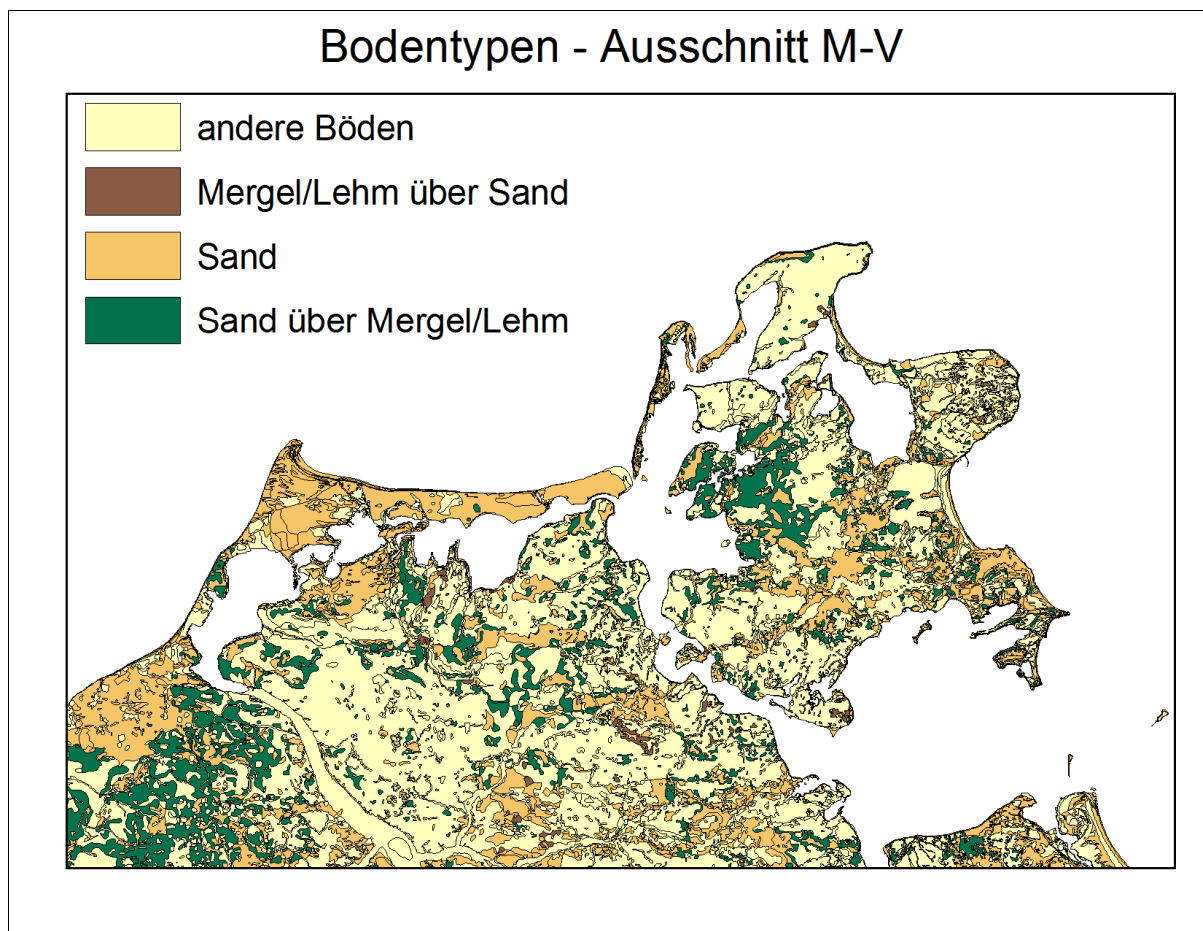 Bodentypen - Ausschnitt M-V
andere Böden
Mergel/Lehm über Sand
Sand
Sand über Mergel/Lehm